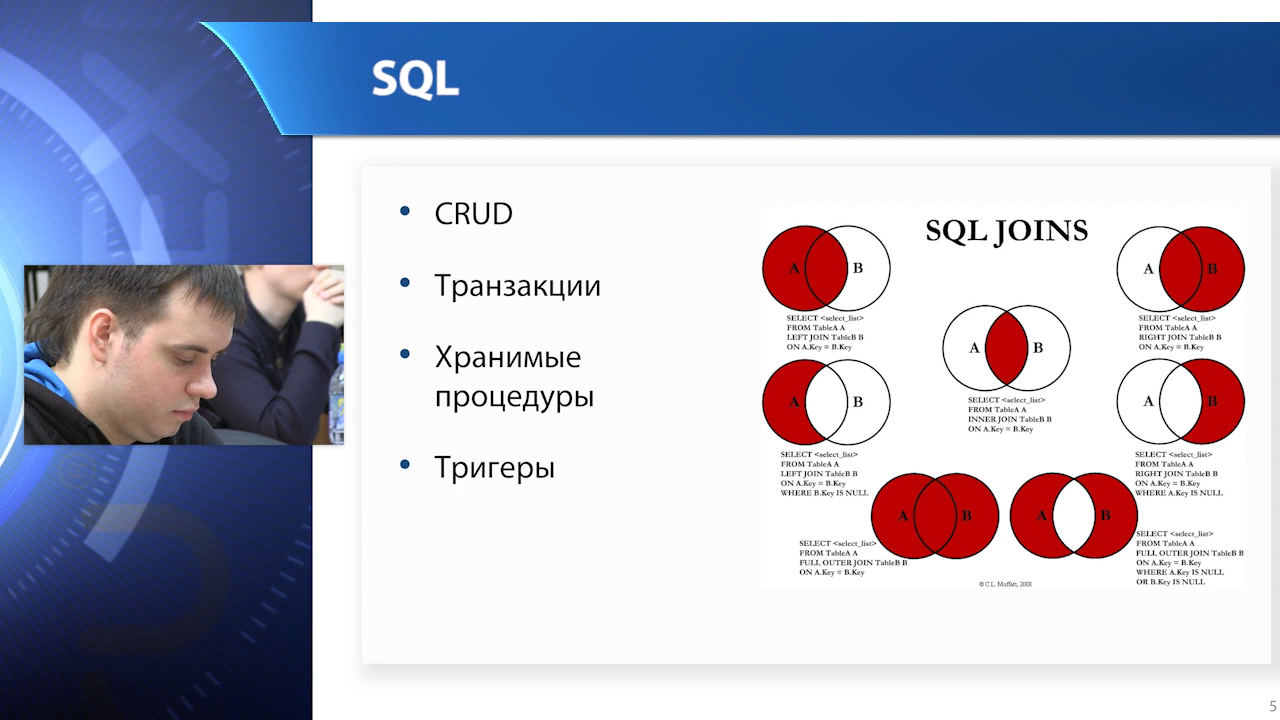 SQL
• CRUD
• Транзакции
• Хранимые
процедуры
• Тригеры
SQL JOINS
A B
SELECT <select_list>
FROM TableA A
LEFT JOIN TableB B
ON A.Key = B.Key
A B
SELECT <select_list>
FROM TableA A
RIGHT JOIN TableB B
ON A.Key = B.Key
A B
SELECT <select_list>
FROM TableA A
INNER JOIN TableB B
ON A.Key = B.Key
A B
SELECT <select_list>
FROM TableA A
LEFT JOIN TableB B
ON A.Key = B.Key
WHERE B.Key IS NULL
A B
SELECT <select_list>
FROM TableA A
RIGHT JOIN TableB B
ON A.Key = B.Key
WHERE A.Key IS NULL
A B
SELECT <select_list>
FROM TableA A
FULL OUTER JOIN TableB B
ON A.Key = B.Key
A B
SELECT <select_list>
FROM TableA A
FULL OUTER JOIN TableB B
ON A.Key = B.Key
WHERE A.Key IS NULL
OR B.Key IS NULL
© C.L. Moffatt, 2008
5